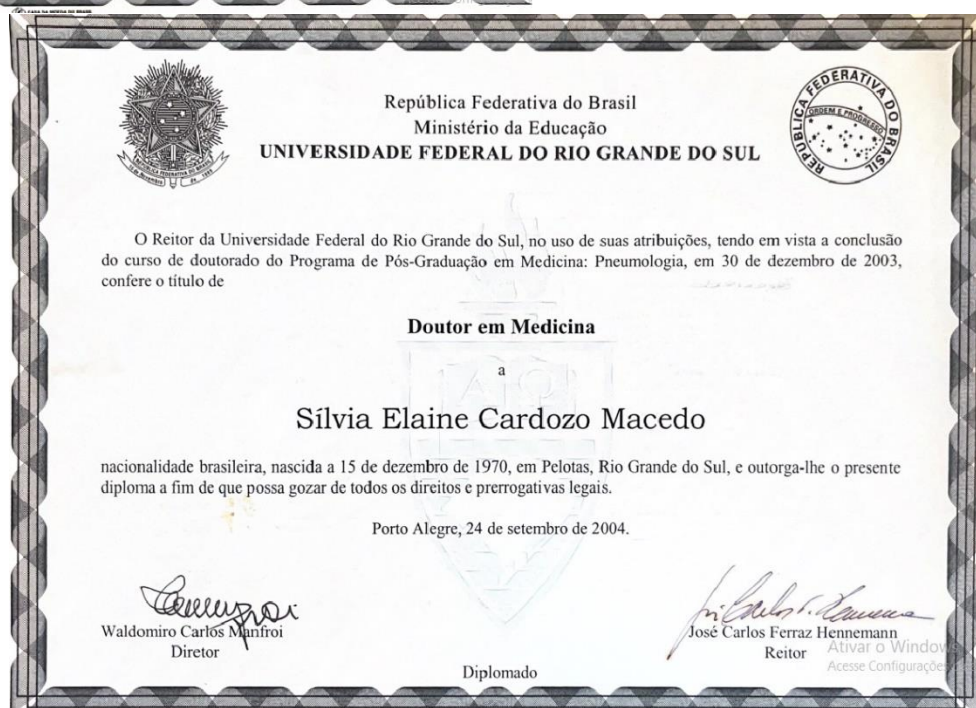 CASA DA MOEDA DO BRASIL
República Federativa do Brasil
Ministério da Educação
UNIVERSIDADE FEDERAL DO RIO GRANDE DO SUL
REPÚBLICA FEDERATIVA DO BRASIL
ORDEM E PROGRESSO
O Reitor da Universidade Federal do Rio Grande do Sul, no uso de suas atribuições, tendo em vista a conclusão
do curso de doutorado do Programa de Pós-Graduação em Medicina: Pneumologia, em 30 de dezembro de 2003,
confere o título de
Doutor em Medicina
a
Sílvia Elaine Cardozo Macedo
nacionalidade brasileira, nascida a 15 de dezembro de 1970, em Pelotas, Rio Grande do Sul, e outorga-lhe o presente
diploma a fim de que possa gozar de todos os direitos e prerrogativas legais.
Porto Alegre, 24 de setembro de 2004.
Waldomiro Carlos Manfroi
Diretor
José Carlos Ferraz Hennemann
Reitor
Diplomado
Ativar o Windows
Acesse Configurações